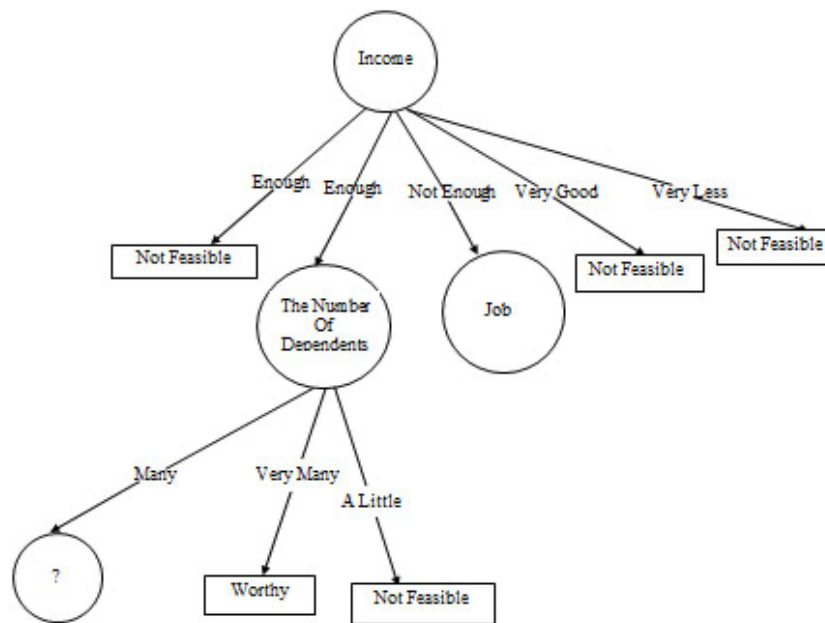 Income
Enough
Enough
Not Enough
Very Good
Very Less
Not Feasible
Not Feasible
Not Feasible
The Number
Of
Dependents
Job
Many
Very Many
A Little
?
Worthy
Not Feasible